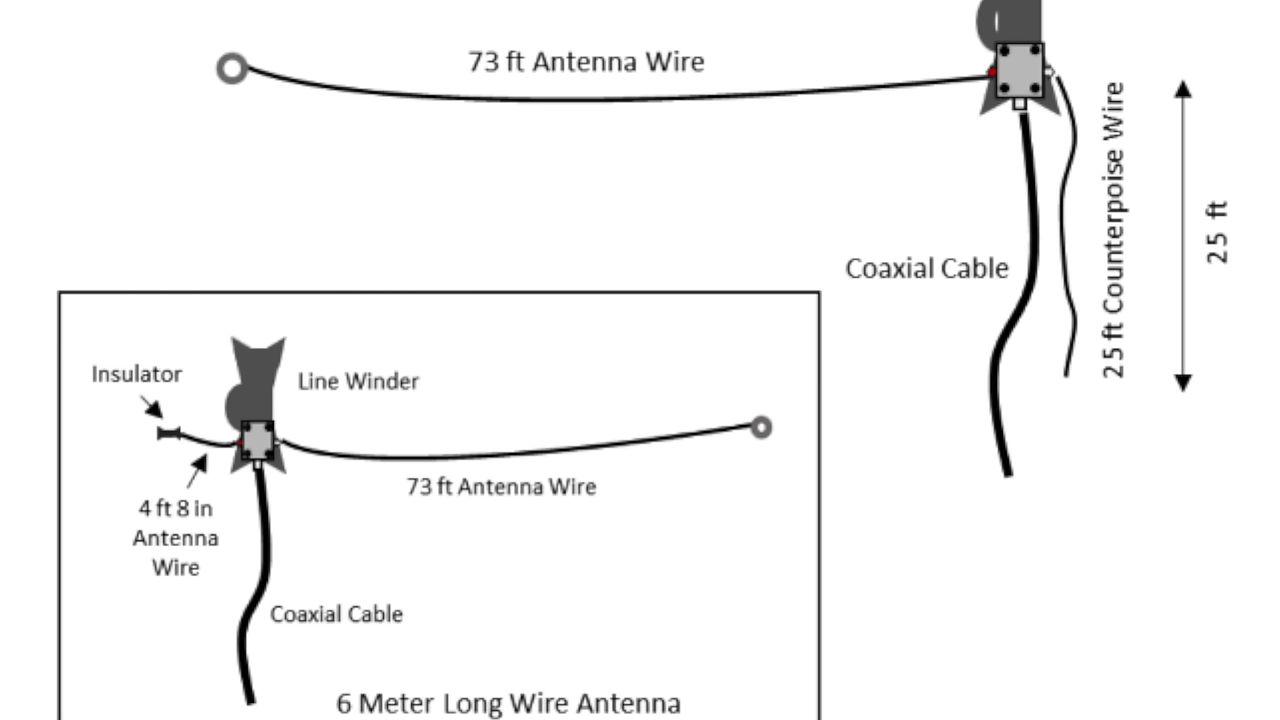 73 ft Antenna Wire
25 ft Counterpoise Wire
25 ft
Coaxial Cable
Insulator
Line Winder
73 ft Antenna Wire
4 ft 8 in
Antenna
Wire
Coaxial Cable
6 Meter Long Wire Antenna